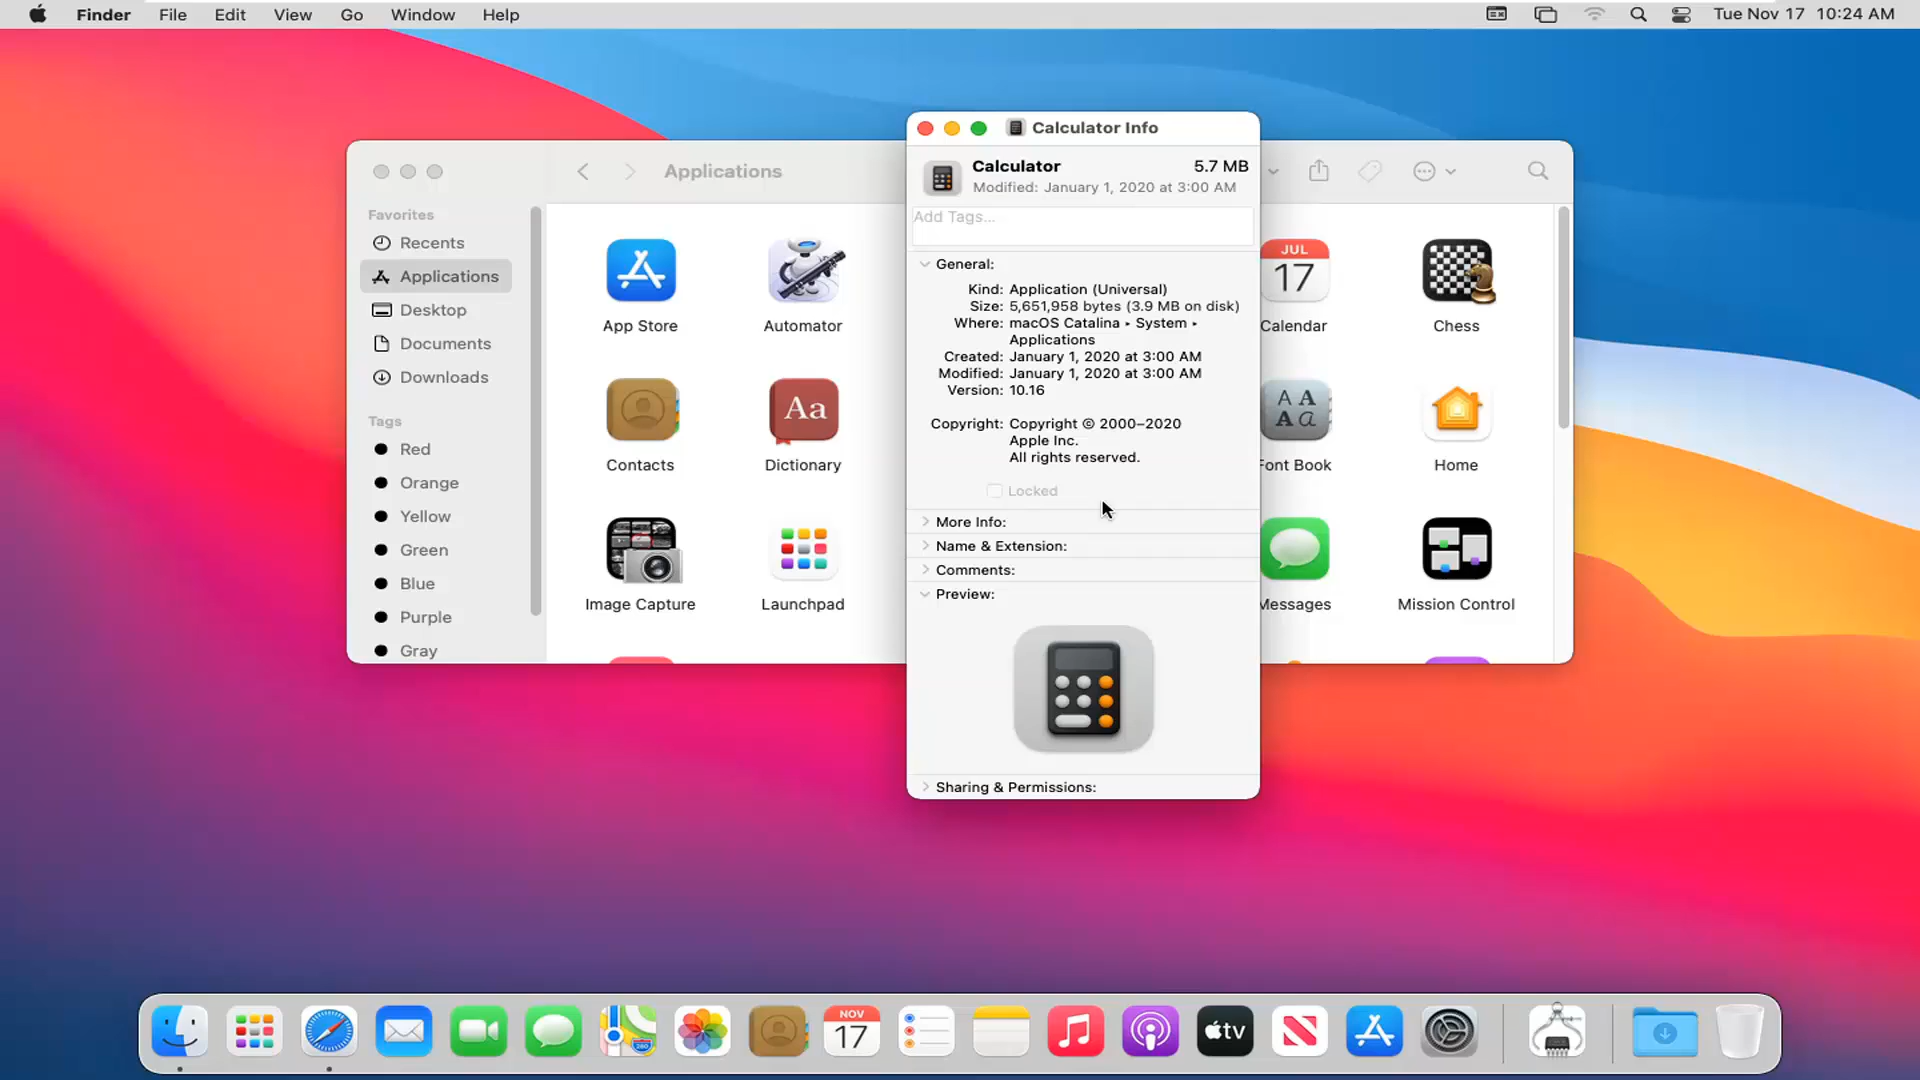 Finder File Edit View Go Window Help
Tue Nov 17 10:24 AM
Applications
Favorites
Recents
Applications
Desktop
Documents
Downloads
Tags
Red
Orange
Yellow
Green
Blue
Purple
Gray
App Store
Automator
Contacts
Aa
Dictionary
Image Capture
Launchpad
Calculator Info
Calculator 5.7 MB
Modified: January 1, 2020 at 3:00 AM
Add Tags...
General:
Kind: Application (Universal)
Size: 5,651,958 bytes (3.9 MB on disk)
Where: macOS Catalina ▸ System ▸
Applications
Created: January 1, 2020 at 3:00 AM
Modified: January 1, 2020 at 3:00 AM
Version: 10.16
Copyright: Copyright © 2000–2020
Apple Inc.
All rights reserved.
Locked
More Info:
Name & Extension:
Comments:
Preview:
Sharing & Permissions:
JUL
17
Calendar
Chess
A A
A a
Font Book
Home
Messages
Mission Control
NOV
17
280
tv